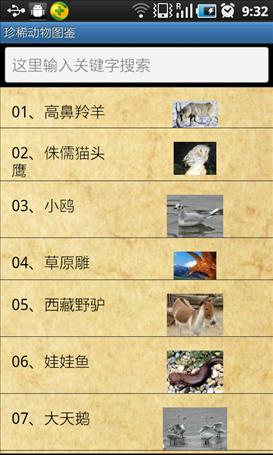 9:32
珍稀动物图鉴
这里输入关键字搜索
01、高鼻羚羊
02、侏儒猫头
鹰
03、小鸥
04、草原雕
05、西藏野驴
06、娃娃鱼
07、大天鹅